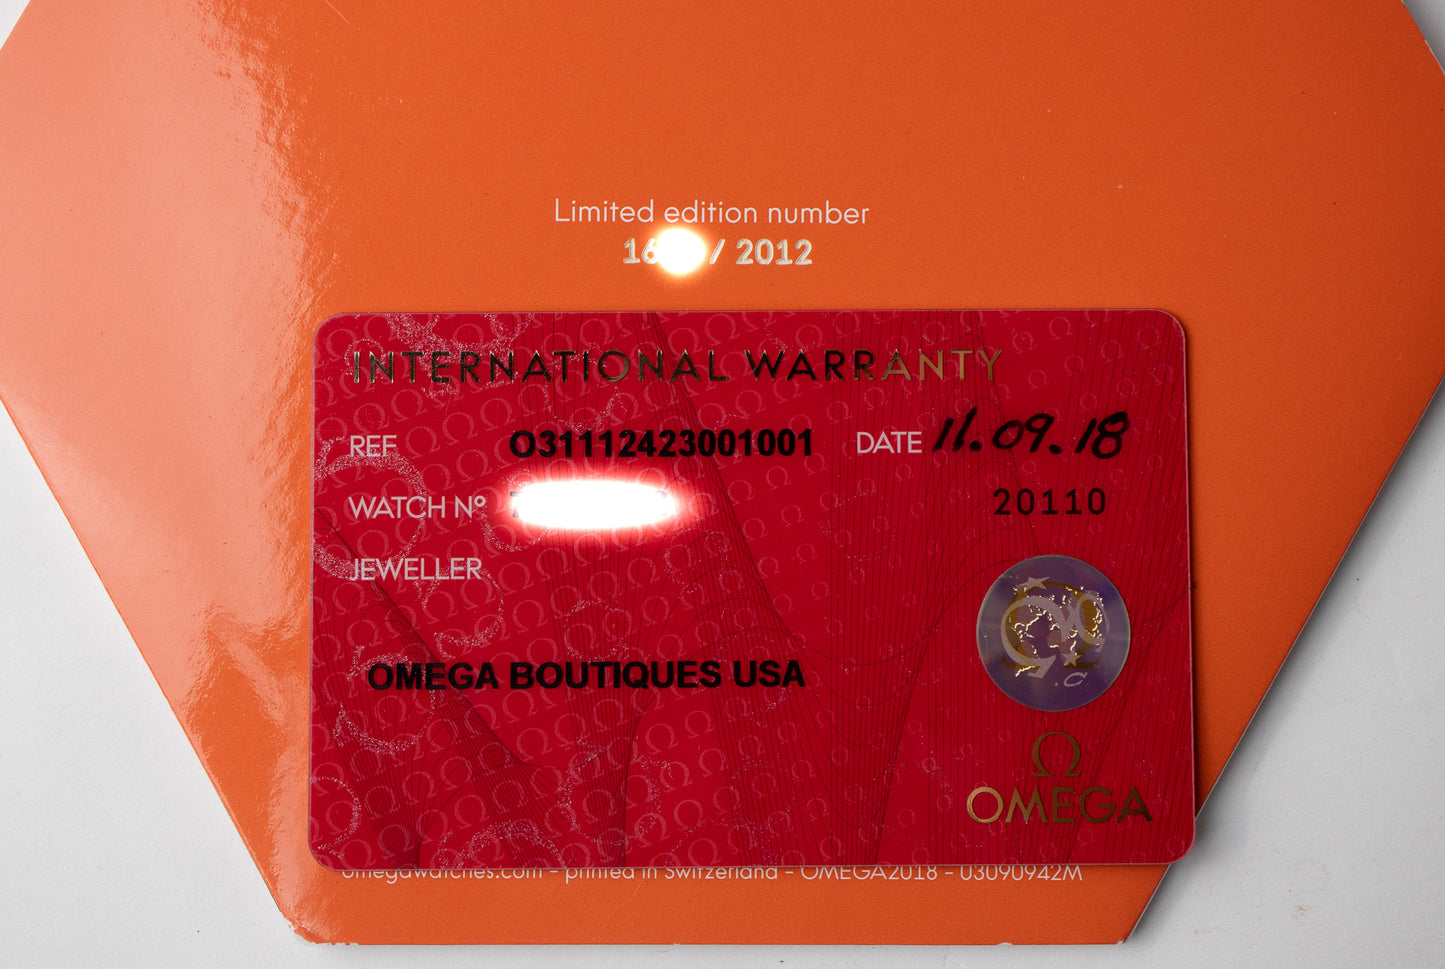 Limited edition number
/ 2012
INTERNATIONAL WARRANTY
REF O31112423001001 DATE 11.09.18
WATCH Nº
20110
JEWELLER
OMEGA BOUTIQUES USA
Ω
OMEGA
omegawatches.com - printed in Switzerland - OMEGA2018 - 03090942M